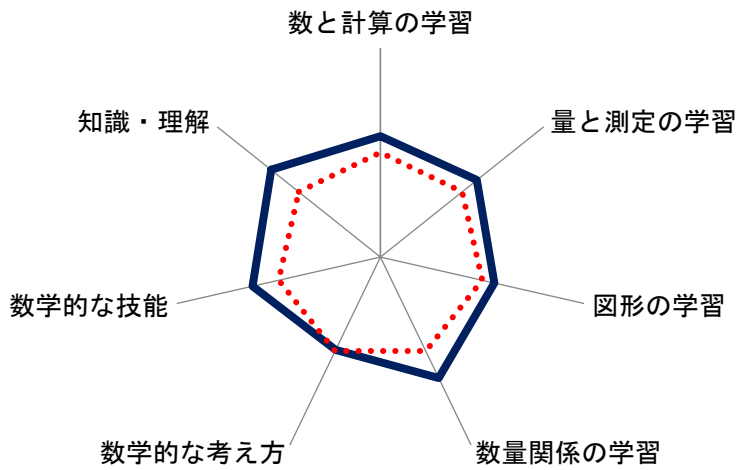 数と計算の学習
知識・理解
量と測定の学習
数学的な技能
図形の学習
数学的な考え方
数量関係の学習